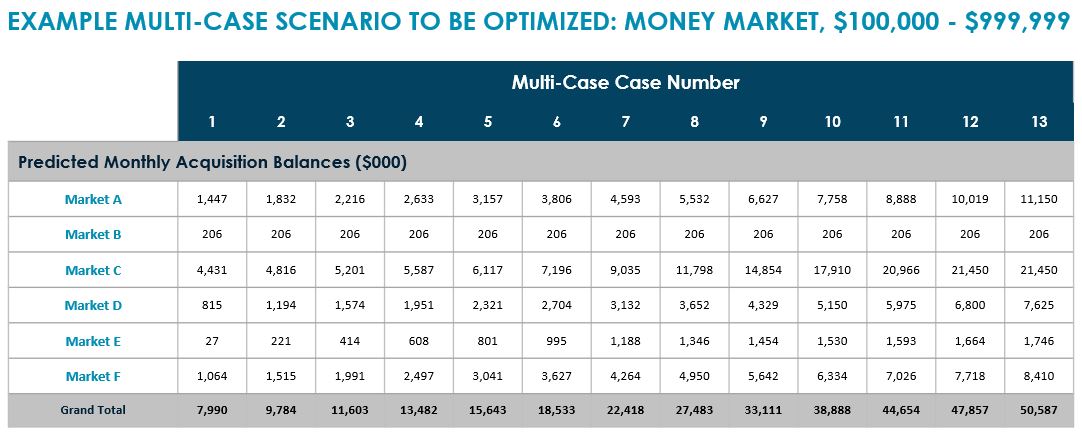 EXAMPLE MULTI-CASE SCENARIO TO BE OPTIMIZED: MONEY MARKET, $100,000 - $999,999
Multi-Case Case Number
1 2 3 4 5 6 7 8 9 10 11 12 13
Predicted Monthly Acquisition Balances ($000)
Market A 1,447 1,832 2,216 2,633 3,157 3,806 4,593 5,532 6,627 7,758 8,888 10,019 11,150
Market B 206 206 206 206 206 206 206 206 206 206 206 206 206
Market C 4,431 4,816 5,201 5,587 6,117 7,196 9,035 11,798 14,854 17,910 20,966 21,450 21,450
Market D 815 1,194 1,574 1,951 2,321 2,704 3,132 3,652 4,329 5,150 5,975 6,800 7,625
Market E 27 221 414 608 801 995 1,188 1,346 1,454 1,530 1,593 1,664 1,746
Market F 1,064 1,515 1,991 2,497 3,041 3,627 4,264 4,950 5,642 6,334 7,026 7,718 8,410
Grand Total 7,990 9,784 11,603 13,482 15,643 18,533 22,418 27,483 33,111 38,888 44,654 47,857 50,587